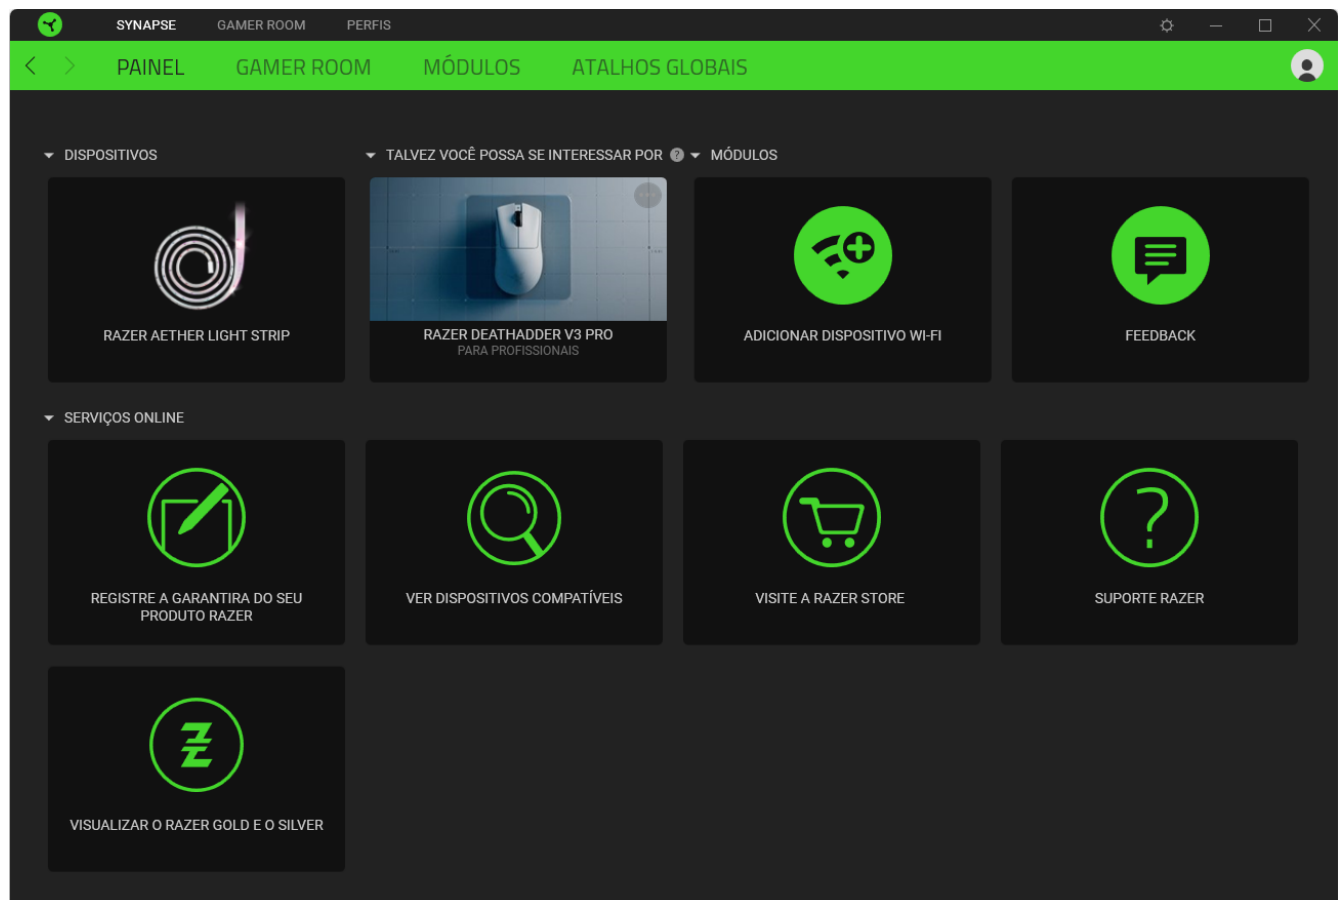 SYNAPSE GAMER ROOM PERFIS
PAINEL GAMER ROOM MÓDULOS ATALHOS GLOBAIS
DISPOSITIVOS
TALVEZ VOCÊ POSSA SE INTERESSAR POR ?
MÓDULOS
RAZER AETHER LIGHT STRIP
RAZER DEATHADDER V3 PRO
PARA PROFISSIONAIS
ADICIONAR DISPOSITIVO WI-FI
FEEDBACK
SERVIÇOS ONLINE
REGISTRE A GARANTIRA DO SEU
PRODUTO RAZER
VER DISPOSITIVOS COMPATÍVEIS
VISITE A RAZER STORE
?
SUPORTE RAZER
VISUALIZAR O RAZER GOLD E O SILVER